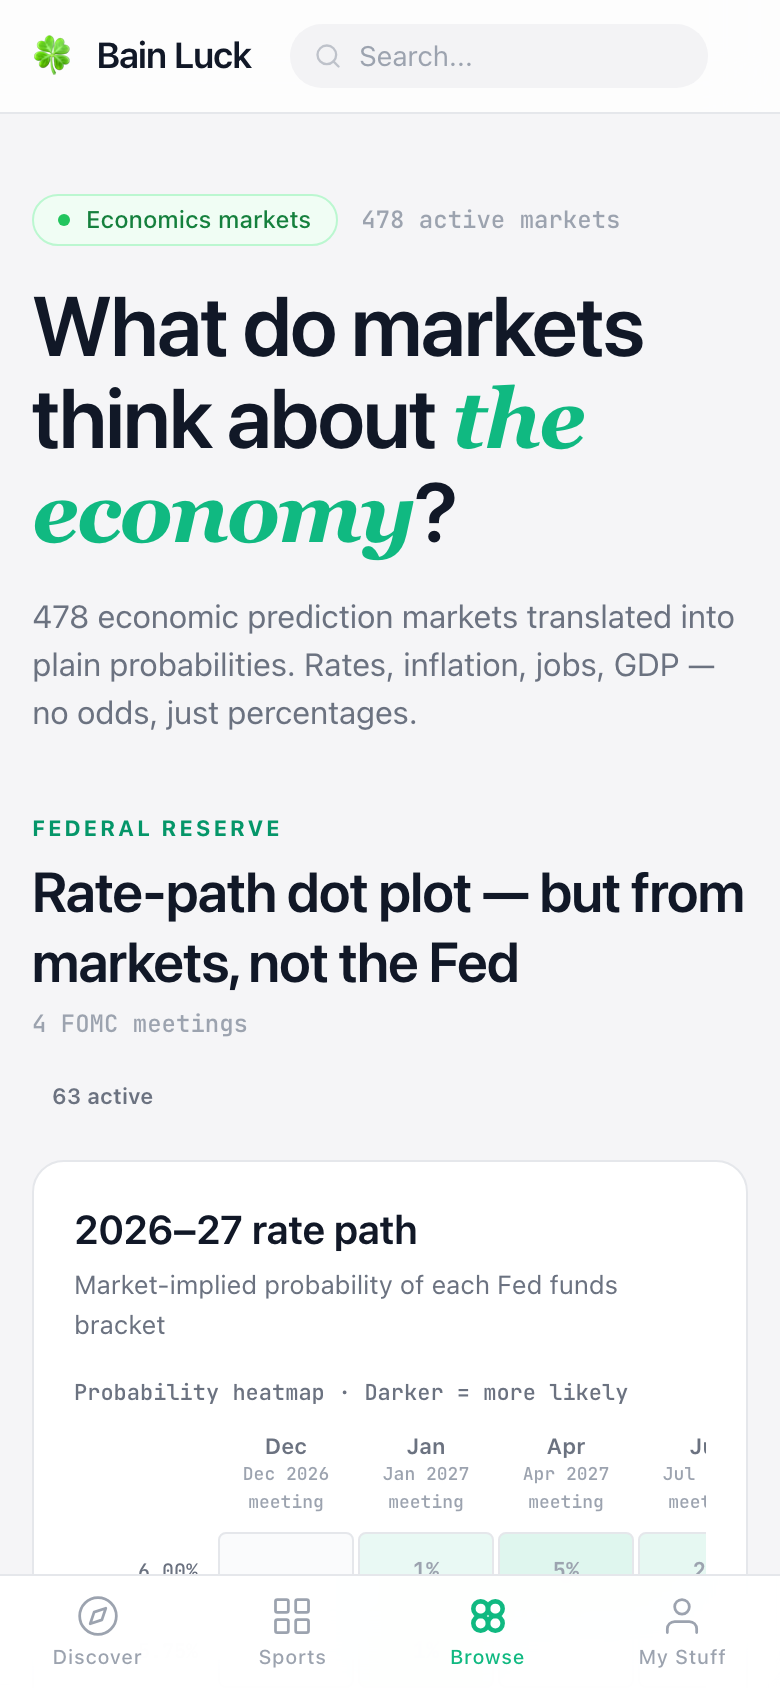 Bain Luck
Search...
Economics markets
478 active markets
What do markets
think about the
economy?
478 economic prediction markets translated into
plain probabilities. Rates, inflation, jobs, GDP —
no odds, just percentages.
FEDERAL RESERVE
Rate-path dot plot — but from
markets, not the Fed
4 FOMC meetings
63 active
2026–27 rate path
Market-implied probability of each Fed funds
bracket
Probability heatmap · Darker = more likely
Dec Jan Apr
Dec 2026 Jan 2027 Apr 2027 Jul
meeting meeting meeting
6.00% 1% 5%
Discover Sports Browse My Stuff